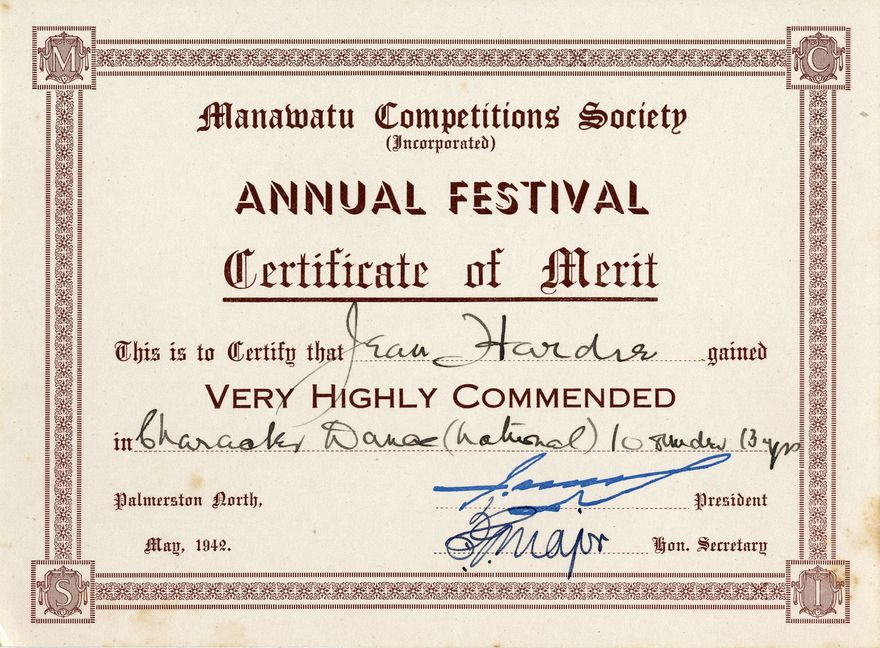 M C
Manawatu Competitions Society
(Incorporated)
ANNUAL FESTIVAL
Certificate of Merit
This is to Certify that Jean Hardie gained
VERY HIGHLY COMMENDED
in Character Dance (National) 10 & under 13 yrs
Palmerston North, President
May, 1942. Major Hon. Secretary
S I